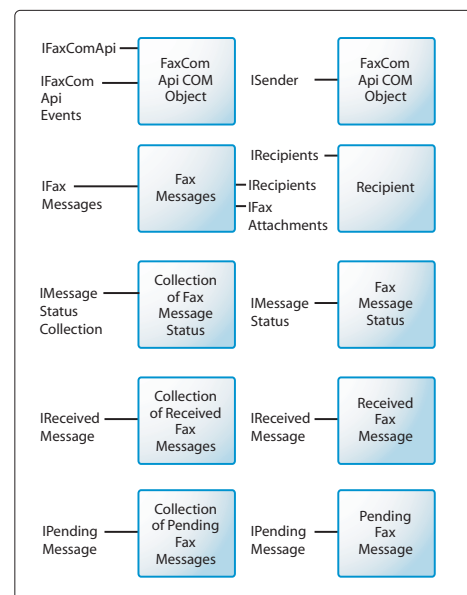 IFaxComApi
IFaxCom
Api
Events
FaxCom
Api COM
Object
ISender
FaxCom
Api COM
Object
IFax
Messages
Fax
Messages
IRecipients
IFax
Attachments
IRecipients
Recipient
IMessage
Status
Collection
Collection
of Fax
Message
Status
IMessage
Status
Fax
Message
Status
IReceived
Message
Collection
of Received
Fax
Messages
IReceived
Message
Received
Fax
Message
IPending
Message
Collection
of Pending
Fax
Messages
IPending
Message
Pending
Fax
Message